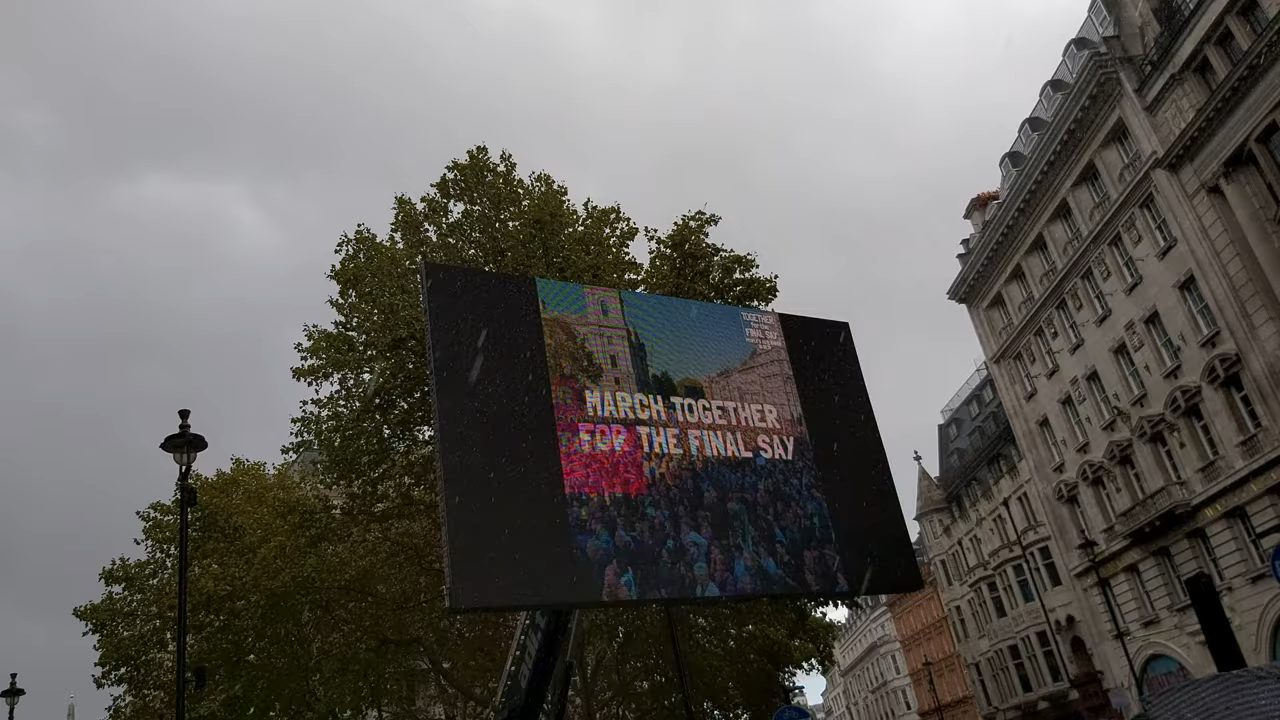 TOGETHER
for the
FINAL SAY
MARCH TOGETHER
FOR THE FINAL SAY